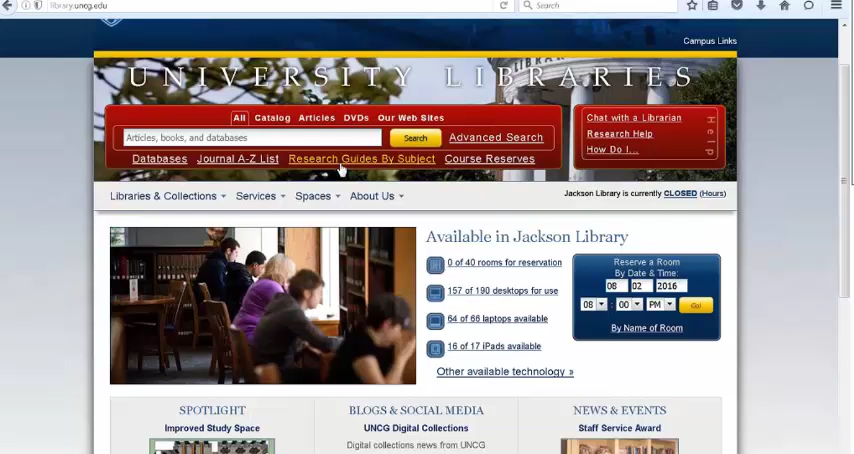 library.uncg.edu
Search
Campus Links
UNIVERSITY LIBRARIES
All Catalog Articles DVDs Our Web Sites
Articles, books, and databases Search Advanced Search
Databases Journal A-Z List Research Guides By Subject Course Reserves
Chat with a Librarian
Research Help
How Do I...
Help
Libraries & Collections Services Spaces About Us
Jackson Library is currently CLOSED (Hours)
Available in Jackson Library
0 of 40 rooms for reservation
157 of 190 desktops for use
64 of 66 laptops available
16 of 17 iPads available
Other available technology »
Reserve a Room
By Date & Time:
08 02 2016
08 : 00 PM Go!
By Name of Room
SPOTLIGHT
Improved Study Space
BLOGS & SOCIAL MEDIA
UNCG Digital Collections
Digital collections news from UNCG
NEWS & EVENTS
Staff Service Award